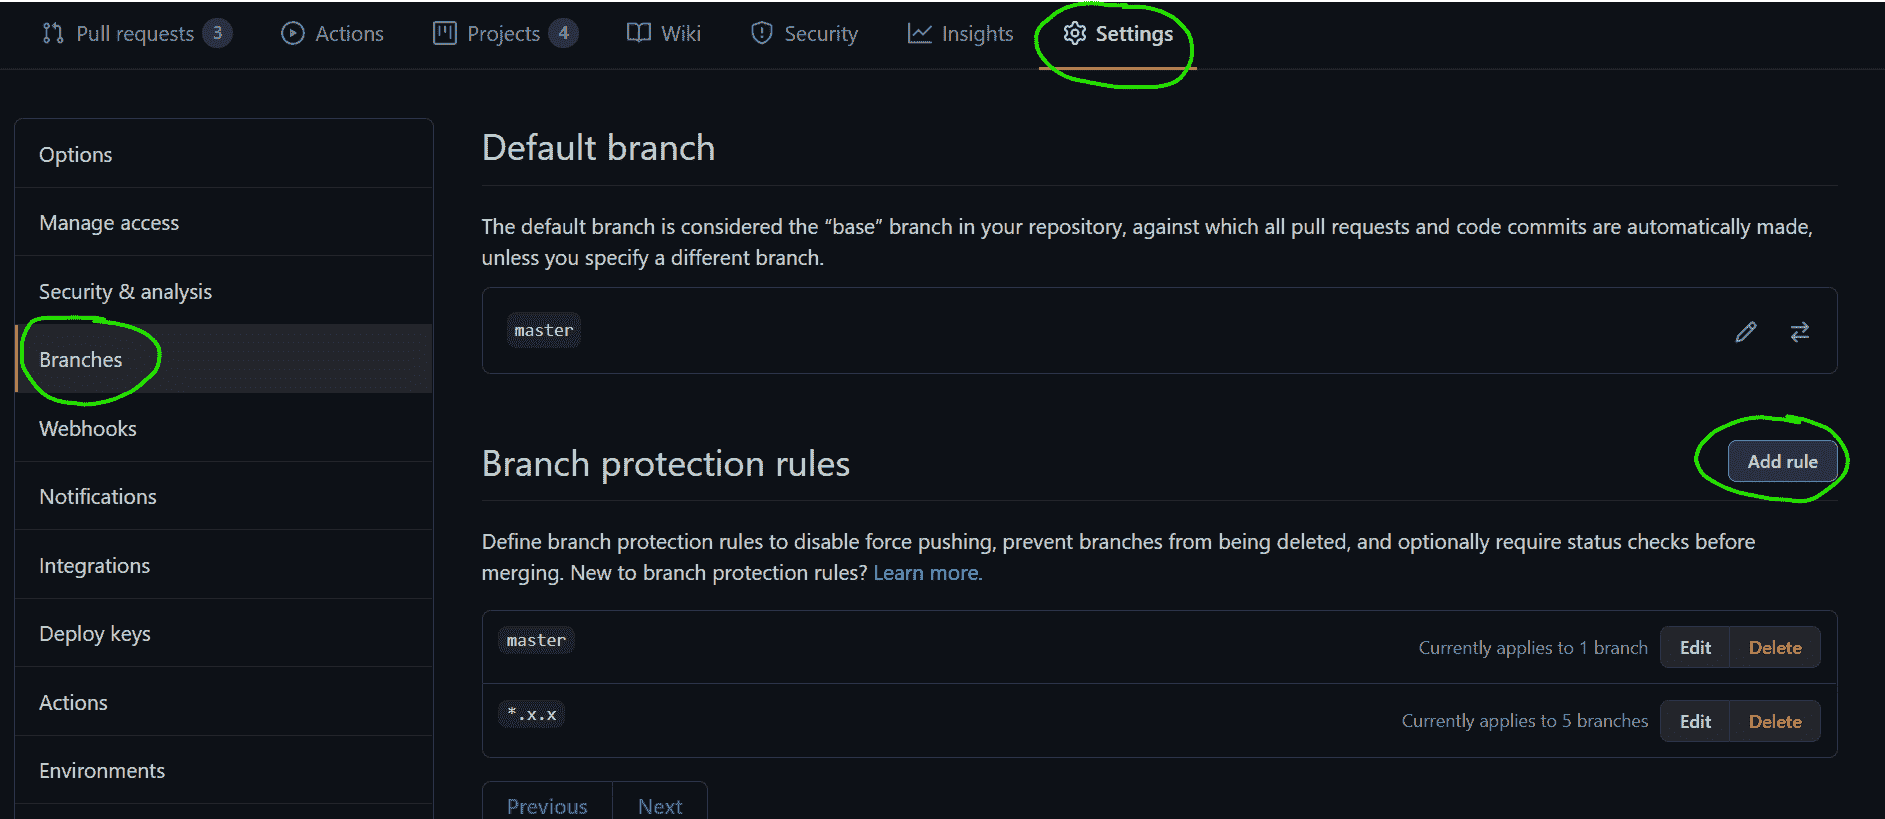 Pull requests 3 Actions Projects 4 Wiki Security Insights Settings
Options
Manage access
Security & analysis
Branches
Webhooks
Notifications
Integrations
Deploy keys
Actions
Environments
Default branch
The default branch is considered the “base” branch in your repository, against which all pull requests and code commits are automatically made,
unless you specify a different branch.
master
Branch protection rules
Add rule
Define branch protection rules to disable force pushing, prevent branches from being deleted, and optionally require status checks before
merging. New to branch protection rules? Learn more.
master Currently applies to 1 branch Edit Delete
*.x.x Currently applies to 5 branches Edit Delete
Previous Next